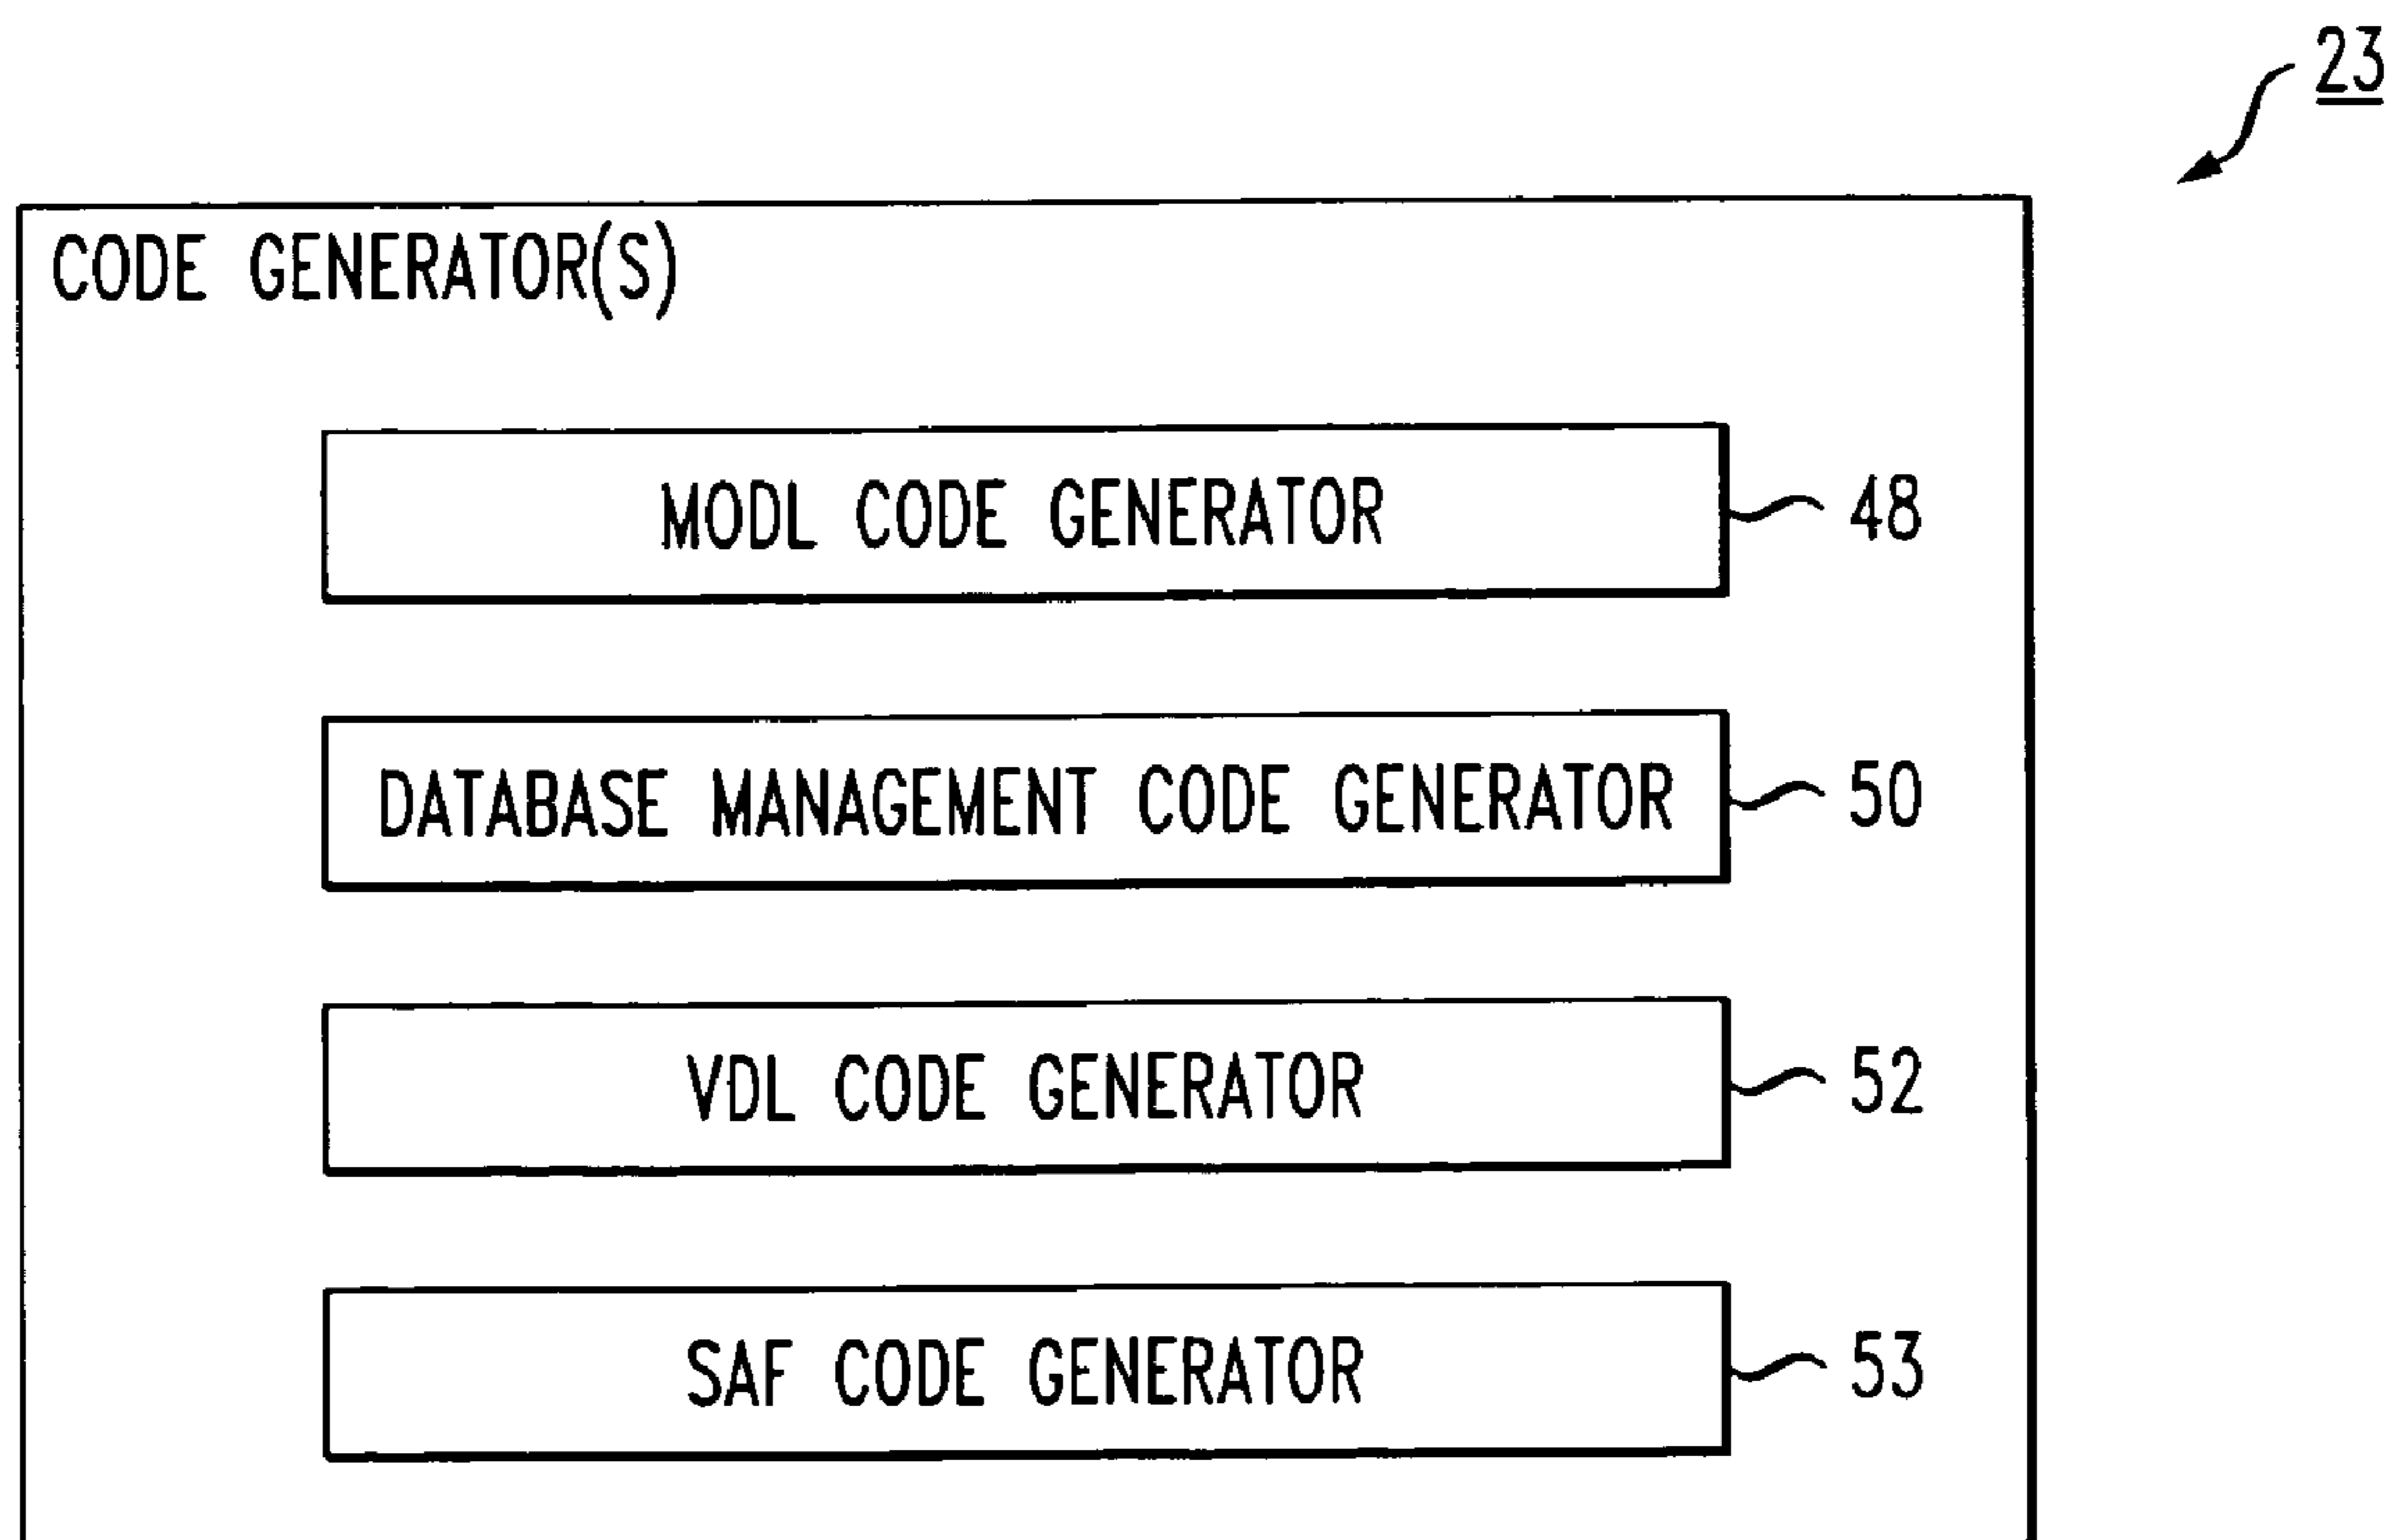 23
CODE GENERATOR(S)
MODL CODE GENERATOR
48
DATABASE MANAGEMENT CODE GENERATOR
50
VDL CODE GENERATOR
52
SAF CODE GENERATOR
53